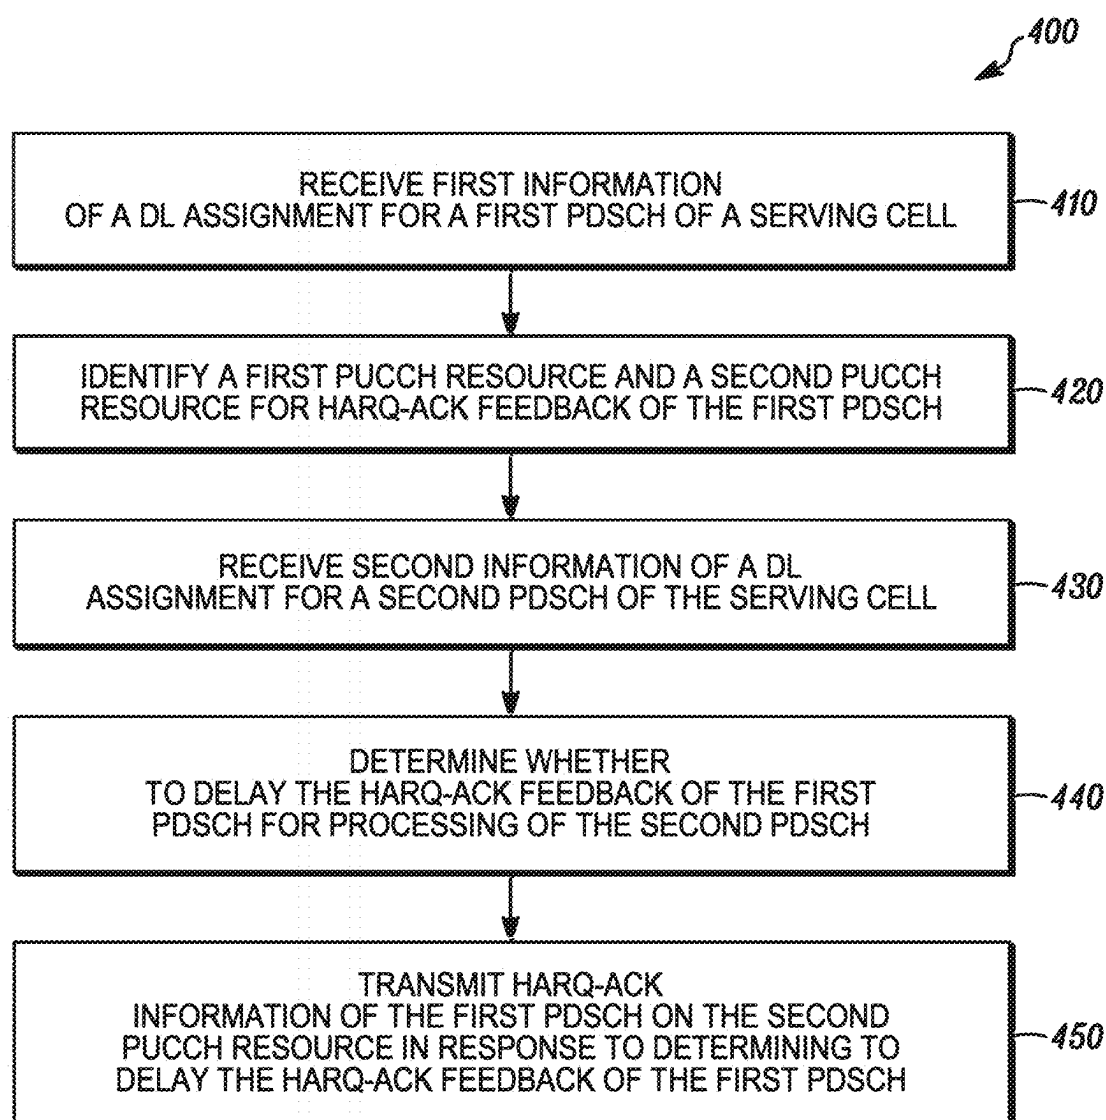 400
RECEIVE FIRST INFORMATION
OF A DL ASSIGNMENT FOR A FIRST PDSCH OF A SERVING CELL
410
IDENTIFY A FIRST PUCCH RESOURCE AND A SECOND PUCCH
RESOURCE FOR HARQ-ACK FEEDBACK OF THE FIRST PDSCH
420
RECEIVE SECOND INFORMATION OF A DL
ASSIGNMENT FOR A SECOND PDSCH OF THE SERVING CELL
430
DETERMINE WHETHER
TO DELAY THE HARQ-ACK FEEDBACK OF THE FIRST
PDSCH FOR PROCESSING OF THE SECOND PDSCH
440
TRANSMIT HARQ-ACK
INFORMATION OF THE FIRST PDSCH ON THE SECOND
PUCCH RESOURCE IN RESPONSE TO DETERMINING TO
DELAY THE HARQ-ACK FEEDBACK OF THE FIRST PDSCH
450